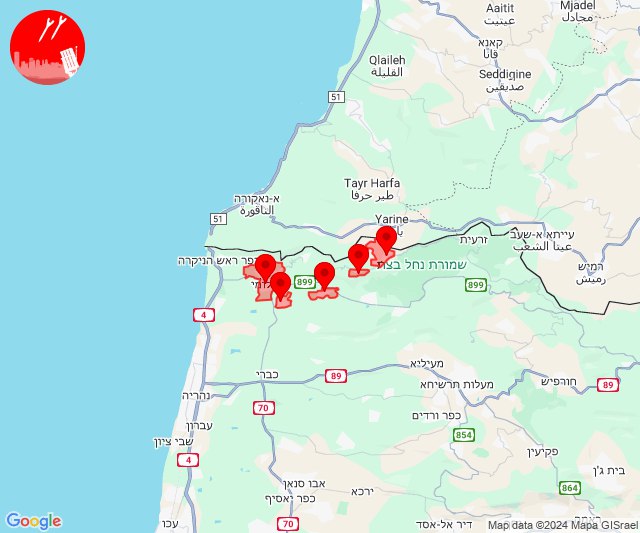 Aaitit
עיתית
Mjadel
מג'אדל
קאנא
قانا
Qlaileh
القليلة
Seddiqine
صديقين
51
Tayr Harfa
طير حرفا
א-נאקורה
الناقورة
Yarine
51
עייתא א-שעב
عيتا الشعب
זרעית
רמיש
رميش
כפר ראש הניקרה
שמורת נחל בצת
899
899
4
מעיליא
כברי
89
מעלות תרשיחא
חורפיש
89
נהריה
70
כפר ורדים
עברון
854
שבי ציון
פקיעין
4
בית ג'ן
אבו סנאן
ירכא
כפר יאסיף
864
70
עכו
דיר אל-אסד
Google
Map data ©2024 Mapa GISrael